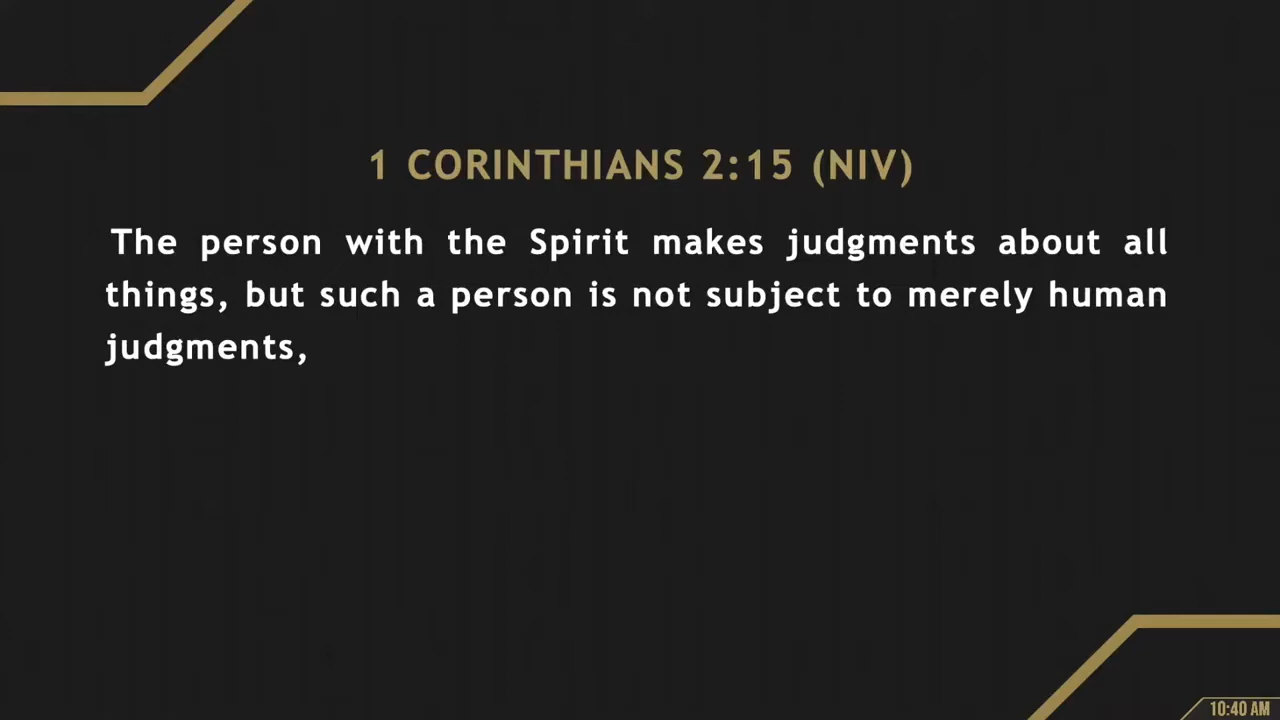 1 CORINTHIANS 2:15 (NIV)
The person with the Spirit makes judgments about all
things, but such a person is not subject to merely human
judgments,
10:40 AM